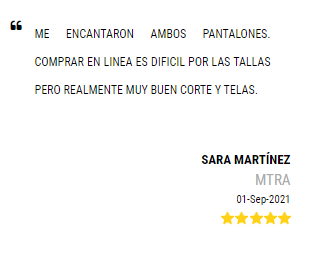 ❝ ME ENCANTARON AMBOS PANTALONES.
COMPRAR EN LINEA ES DIFICIL POR LAS TALLAS
PERO REALMENTE MUY BUEN CORTE Y TELAS.
SARA MARTÍNEZ
MTRA
01-Sep-2021